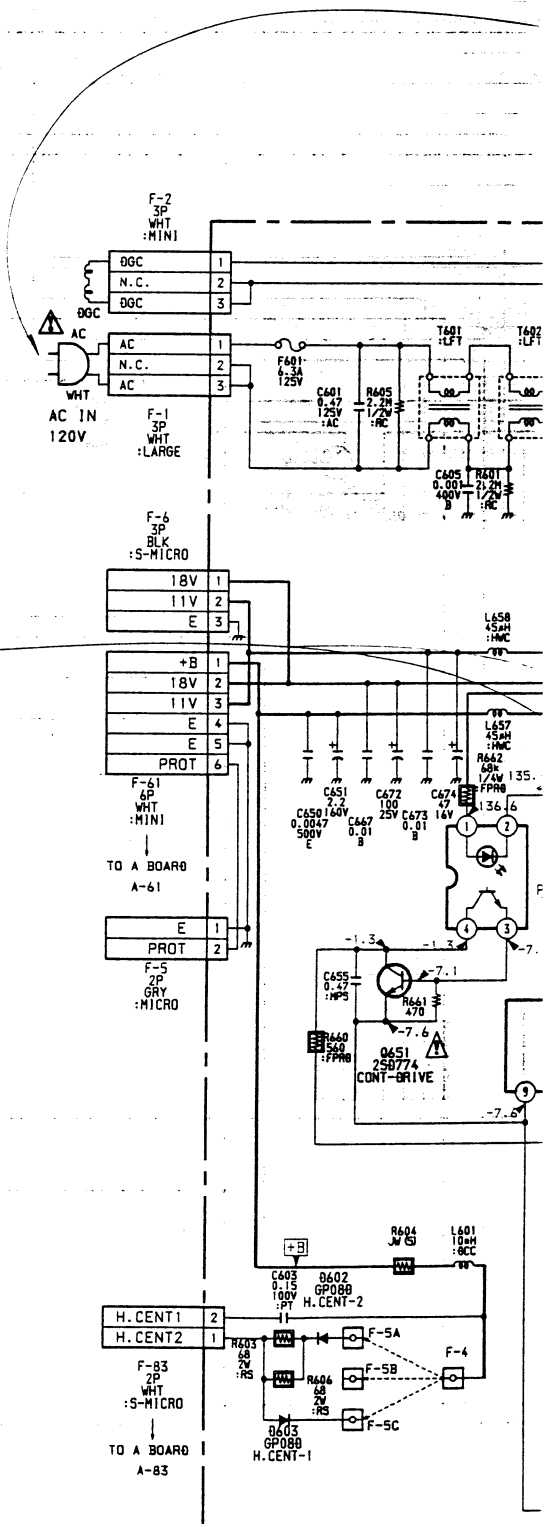 F-2
3P
WHT
:MINI
DGC 1
N.C. 2
DGC 3
DGC
AC
AC 1
N.C. 2
AC 3
WHT
AC IN
120V
F-1
3P
WHT
:LARGE
F601
6.3A
125V
C601
0.47
125V
:AC
R605
2.2M
1/2W
:RC
T601
:LFT
T602
:LFT
C605
0.001
400V
B
R601
2.2M
1/2W
:RC
F-6
3P
BLK
:S-MICRO
18V 1
11V 2
E 3
+B 1
18V 2
11V 3
E 4
E 5
PROT 6
F-61
6P
WHT
:MINI
TO A BOARD
A-61
L658
45µH
:HWC
L657
45µH
:HWC
C650
0.0047
500V
E
C651
2.2
160V
C667
0.01
B
C672
100
25V
C673
0.01
B
C674
47
16V
R662
68k
1/4W
:FPRD
135.
136.6
1
2
4
3
P
E 1
PROT 2
F-5
2P
GRY
:MICRO
-1.3
-1.3
-7.
-7.1
C655
0.47
:MPS
R661
470
-7.6
R660
560
:FPRD
Q651
2SD774
CONT-DRIVE
9
-7.6
+B
R604
JW(5)
L601
10mH
:DCC
C603
0.15
100V
:PT
D602
GP08D
H.CENT-2
H.CENT1 2
H.CENT2 1
F-83
2P
WHT
:S-MICRO
TO A BOARD
A-83
R603
68
2W
:RS
R606
68
2W
:RS
F-5A
F-5B
F-5C
F-4
D603
GP08D
H.CENT-1